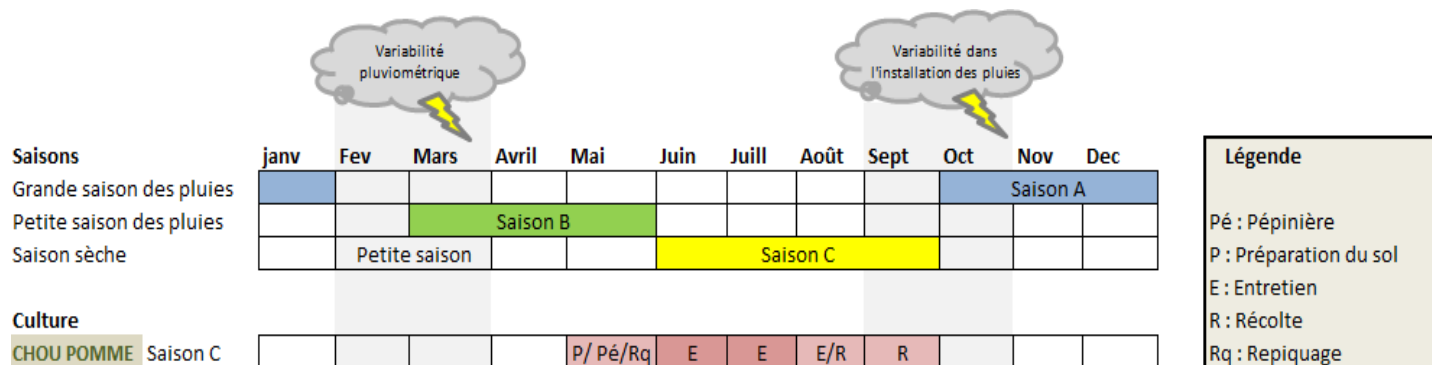 Variabilité
pluviométrique
Variabilité dans
l'installation des pluies
Saisons janv Fev Mars Avril Mai Juin Juill Août Sept Oct Nov Dec
Grande saison des pluies Saison A
Petite saison des pluies Saison B
Saison sèche Petite saison Saison C
Culture
CHOU POMME Saison C P/ Pé/Rq E E E/R R
Légende
Pé : Pépinière
P : Préparation du sol
E : Entretien
R : Récolte
Rq : Repiquage